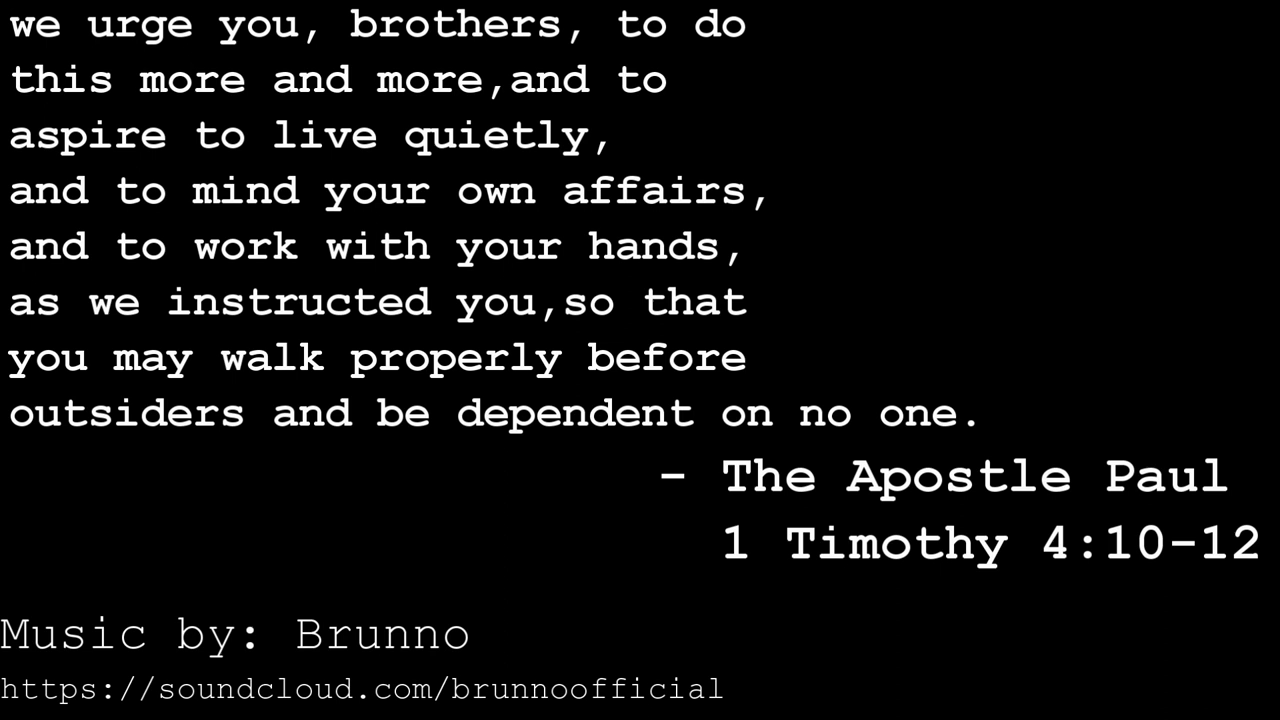 we urge you, brothers, to do
this more and more,and to
aspire to live quietly,
and to mind your own affairs,
and to work with your hands,
as we instructed you,so that
you may walk properly before
outsiders and be dependent on no one.
- The Apostle Paul
1 Timothy 4:10-12
Music by: Brunno
https://soundcloud.com/brunnoofficial